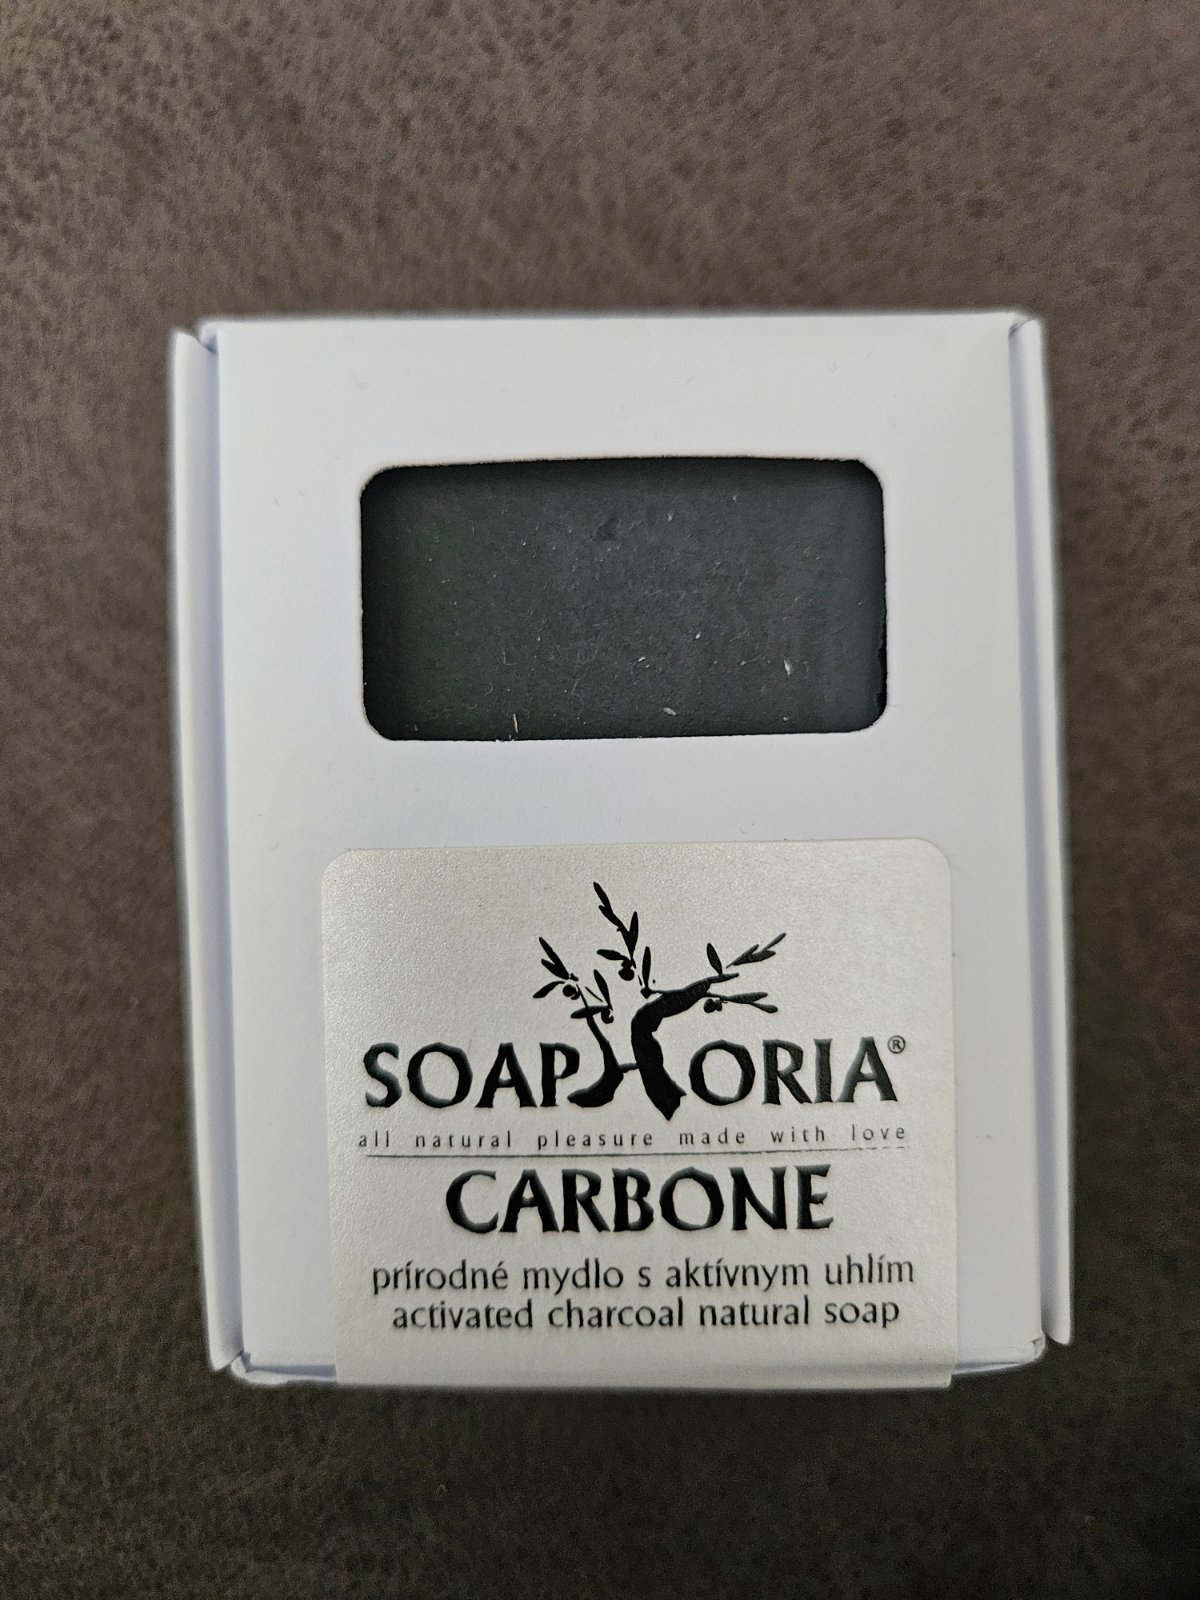 SOAPHORIA®
all natural pleasure made with love
CARBONE
prírodné mydlo s aktívnym uhlím
activated charcoal natural soap